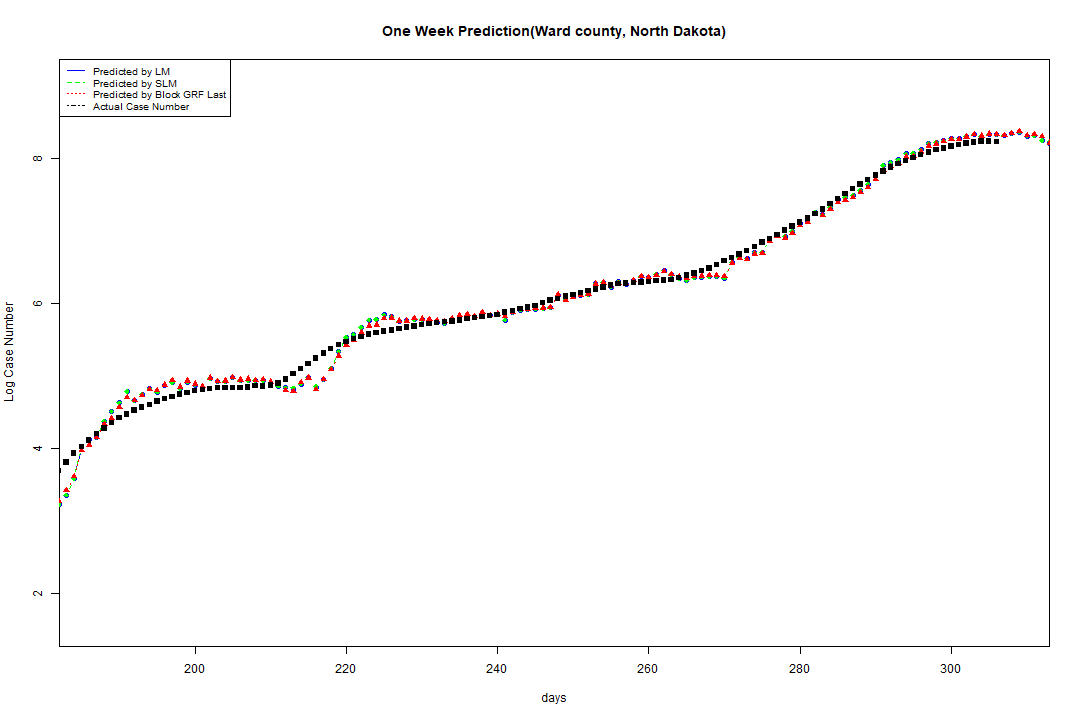 One Week Prediction(Ward county, North Dakota)
Predicted by LM
Predicted by SLM
Predicted by Block GRF Last
Actual Case Number
8
6
4
2
Log Case Number
200 220 240 260 280 300
days